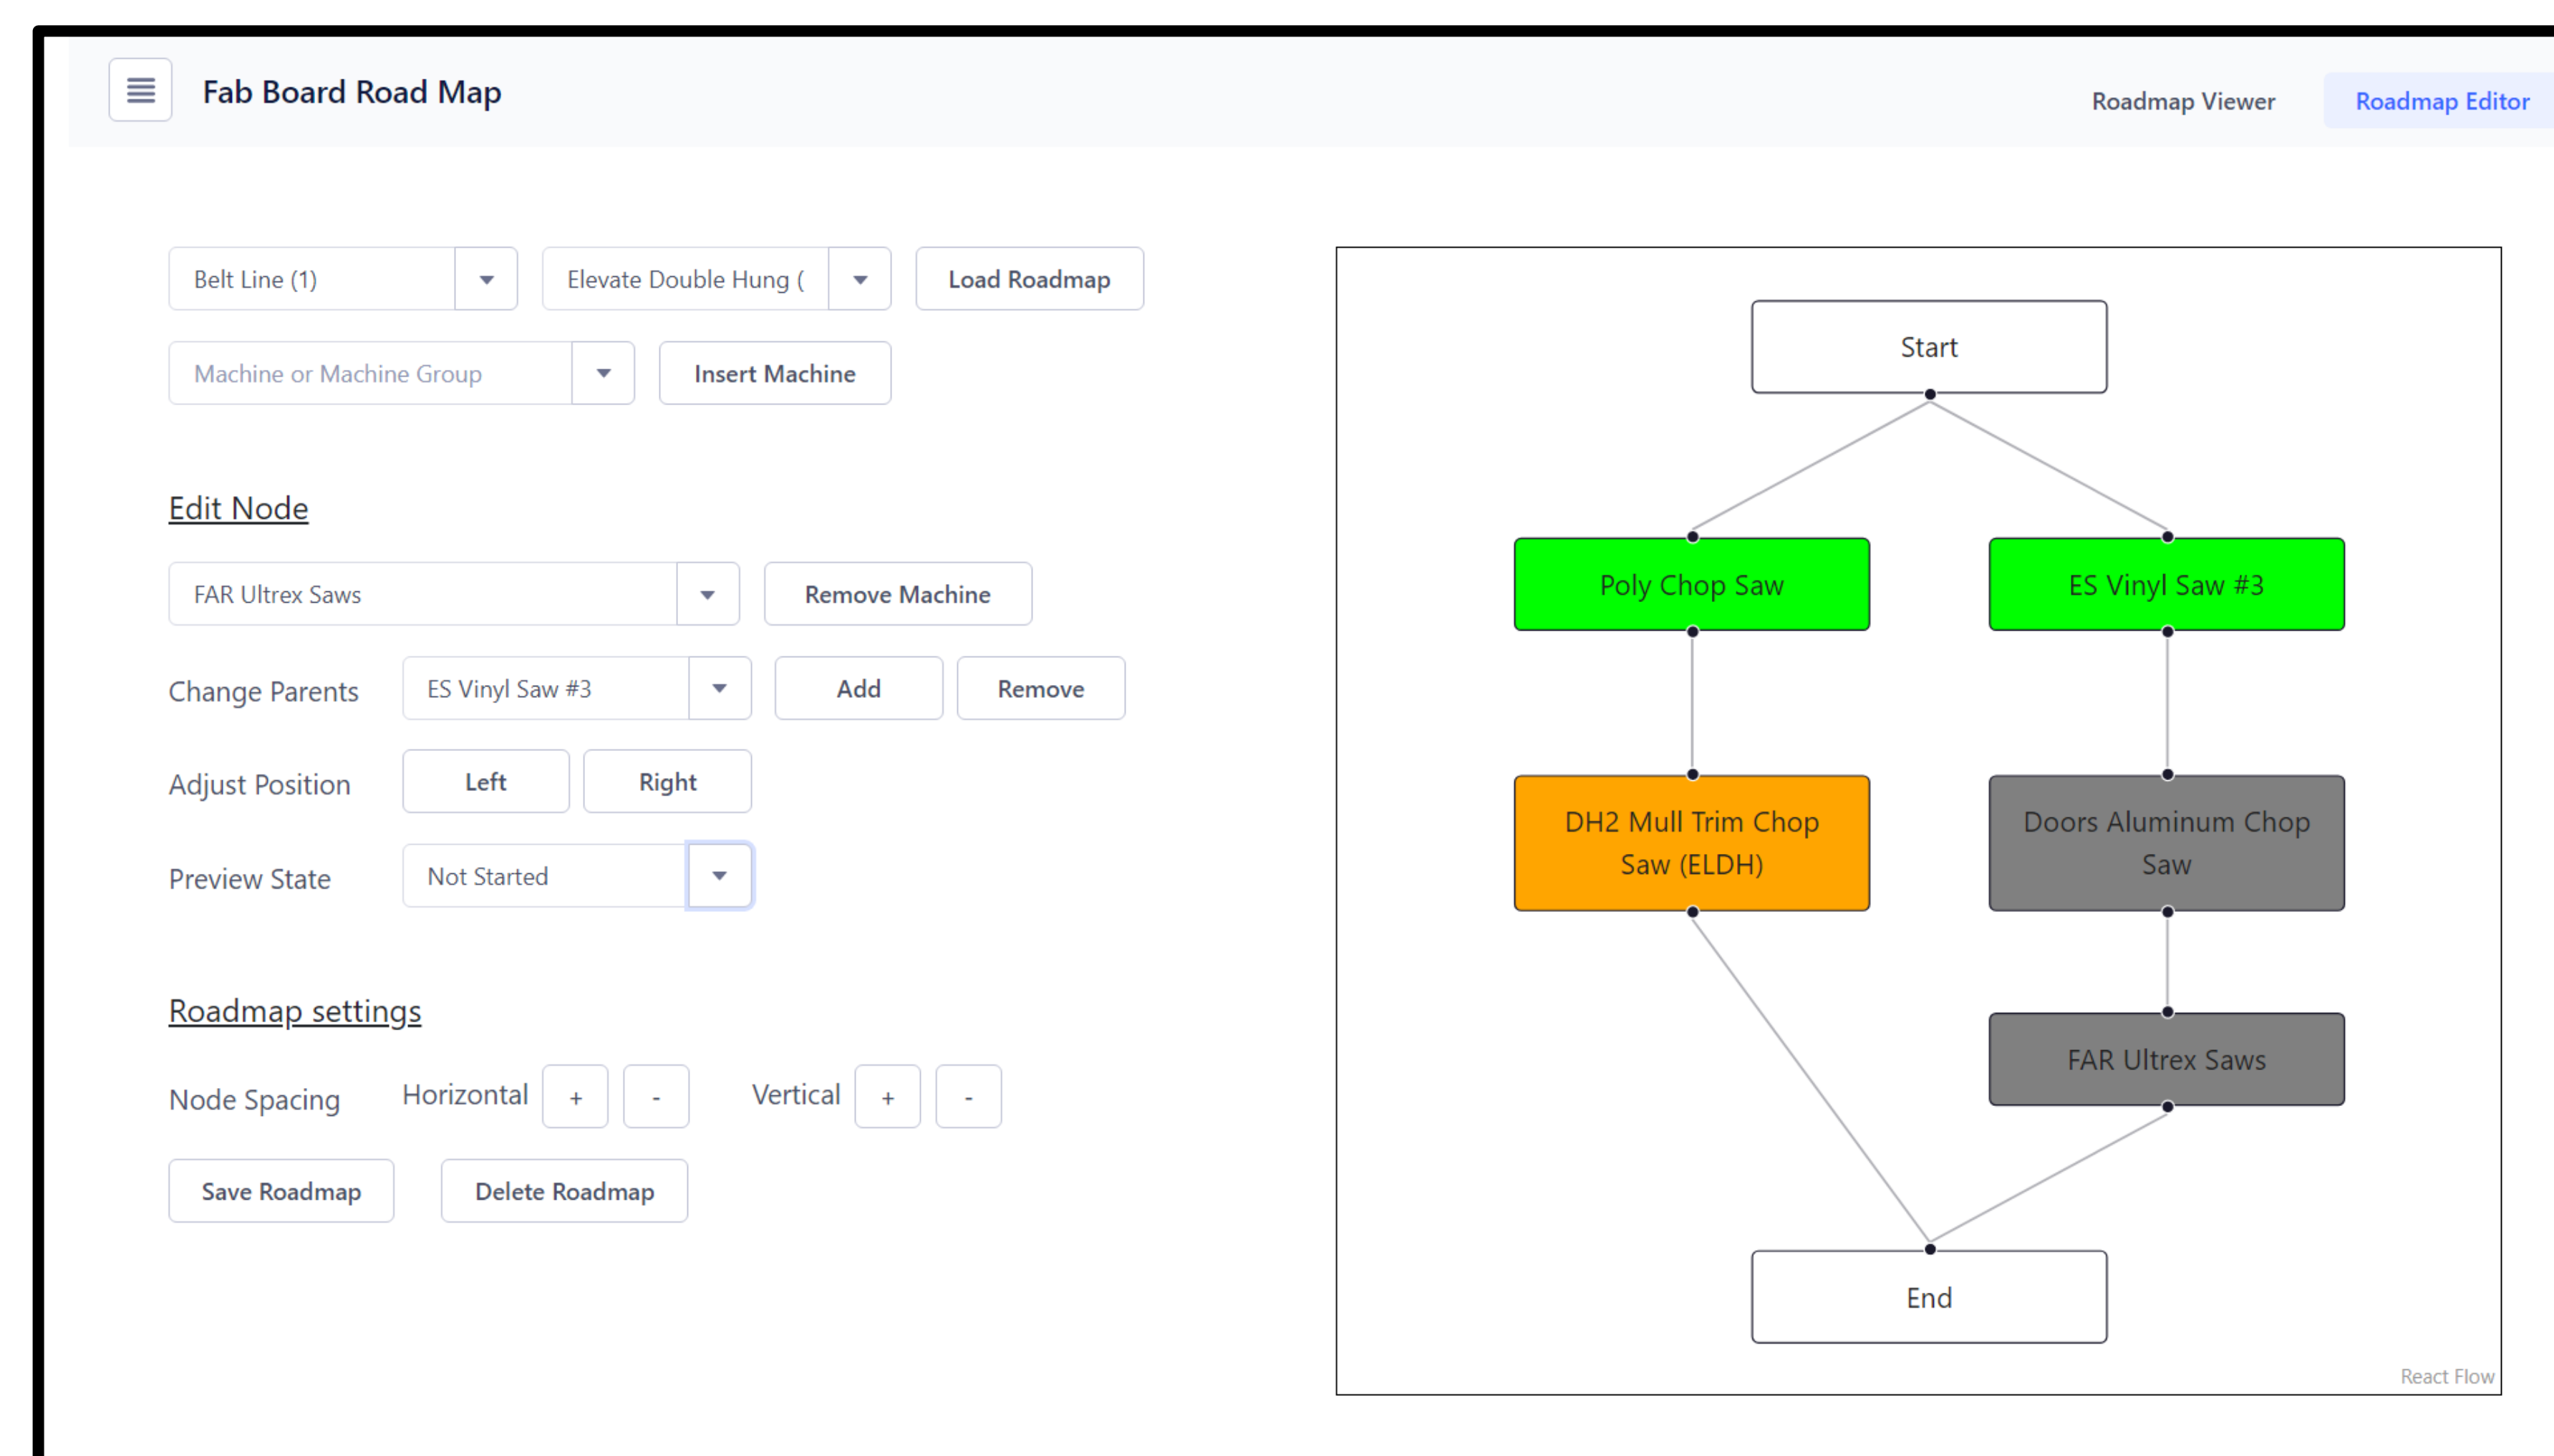 Fab Board Road Map
Roadmap Viewer
Roadmap Editor
Belt Line (1)
Elevate Double Hung (
Load Roadmap
Machine or Machine Group
Insert Machine
Edit Node
FAR Ultrex Saws
Remove Machine
Change Parents
ES Vinyl Saw #3
Add
Remove
Adjust Position
Left
Right
Preview State
Not Started
Roadmap settings
Node Spacing
Horizontal
+
-
Vertical
+
-
Save Roadmap
Delete Roadmap
Start
Poly Chop Saw
ES Vinyl Saw #3
DH2 Mull Trim Chop
Saw (ELDH)
Doors Aluminum Chop
Saw
FAR Ultrex Saws
End
React Flow